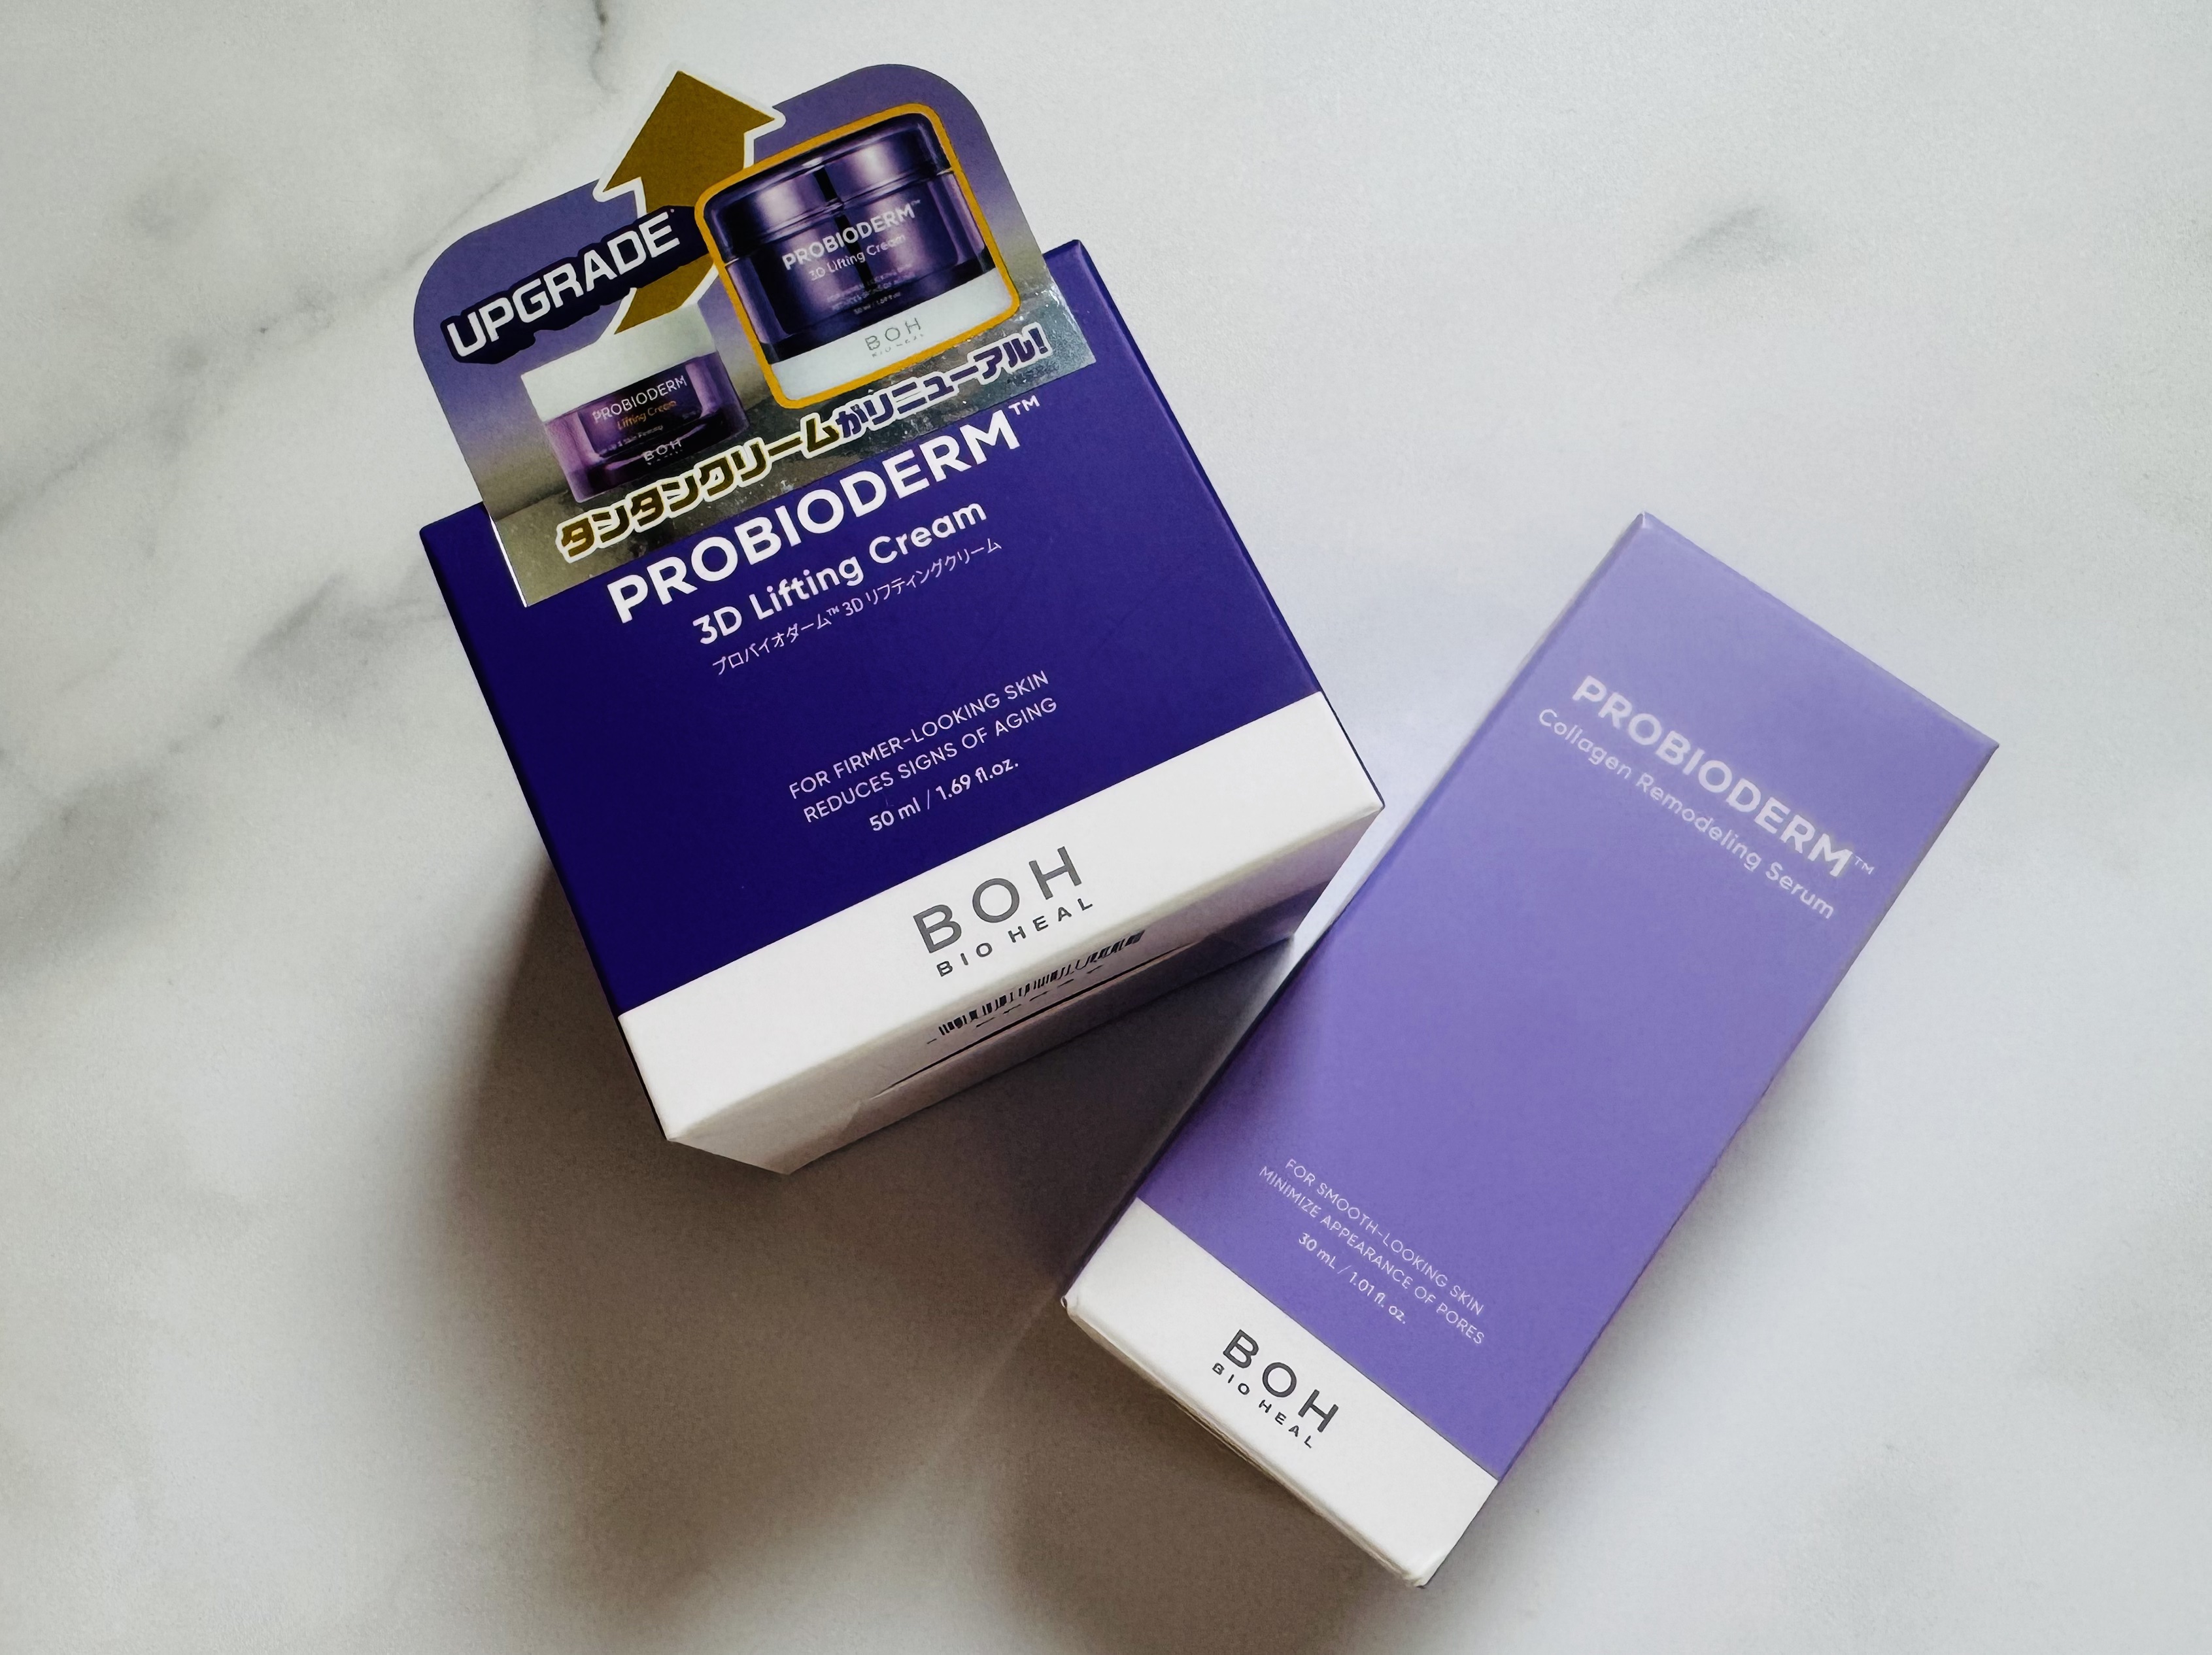 UPGRADE
PROBIODERM™
3D Lifting Cream
BOH
BIO HEAL
PROBIODERM
Lifting Cream
BOH
タンタンクリームがリニューアル!
PROBIODERM™
3D Lifting Cream
プロバイオダーム™ 3D リフティングクリーム
FOR FIRMER-LOOKING SKIN
REDUCES SIGNS OF AGING
50 ml / 1.69 fl.oz.
BOH
BIO HEAL
PROBIODERM™
Collagen Remodeling Serum
FOR SMOOTH-LOOKING SKIN
MINIMIZE APPEARANCE OF PORES
30 mL / 1.01 fl. oz.
BOH
BIO HEAL